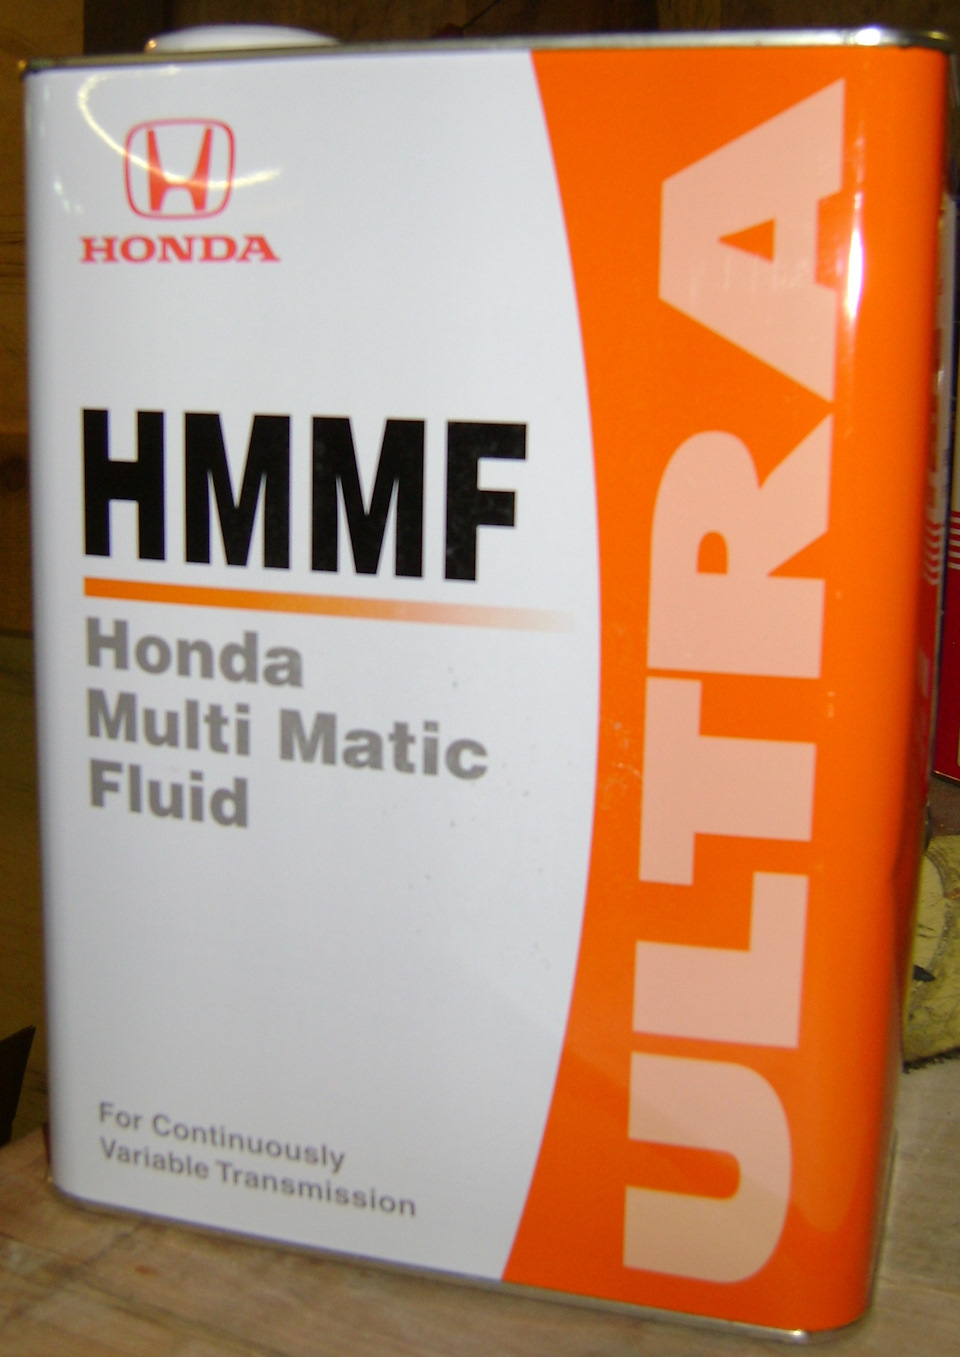 HONDA
HMMF
Honda
Multi Matic
Fluid
For Continuously
Variable Transmission
ULTRA